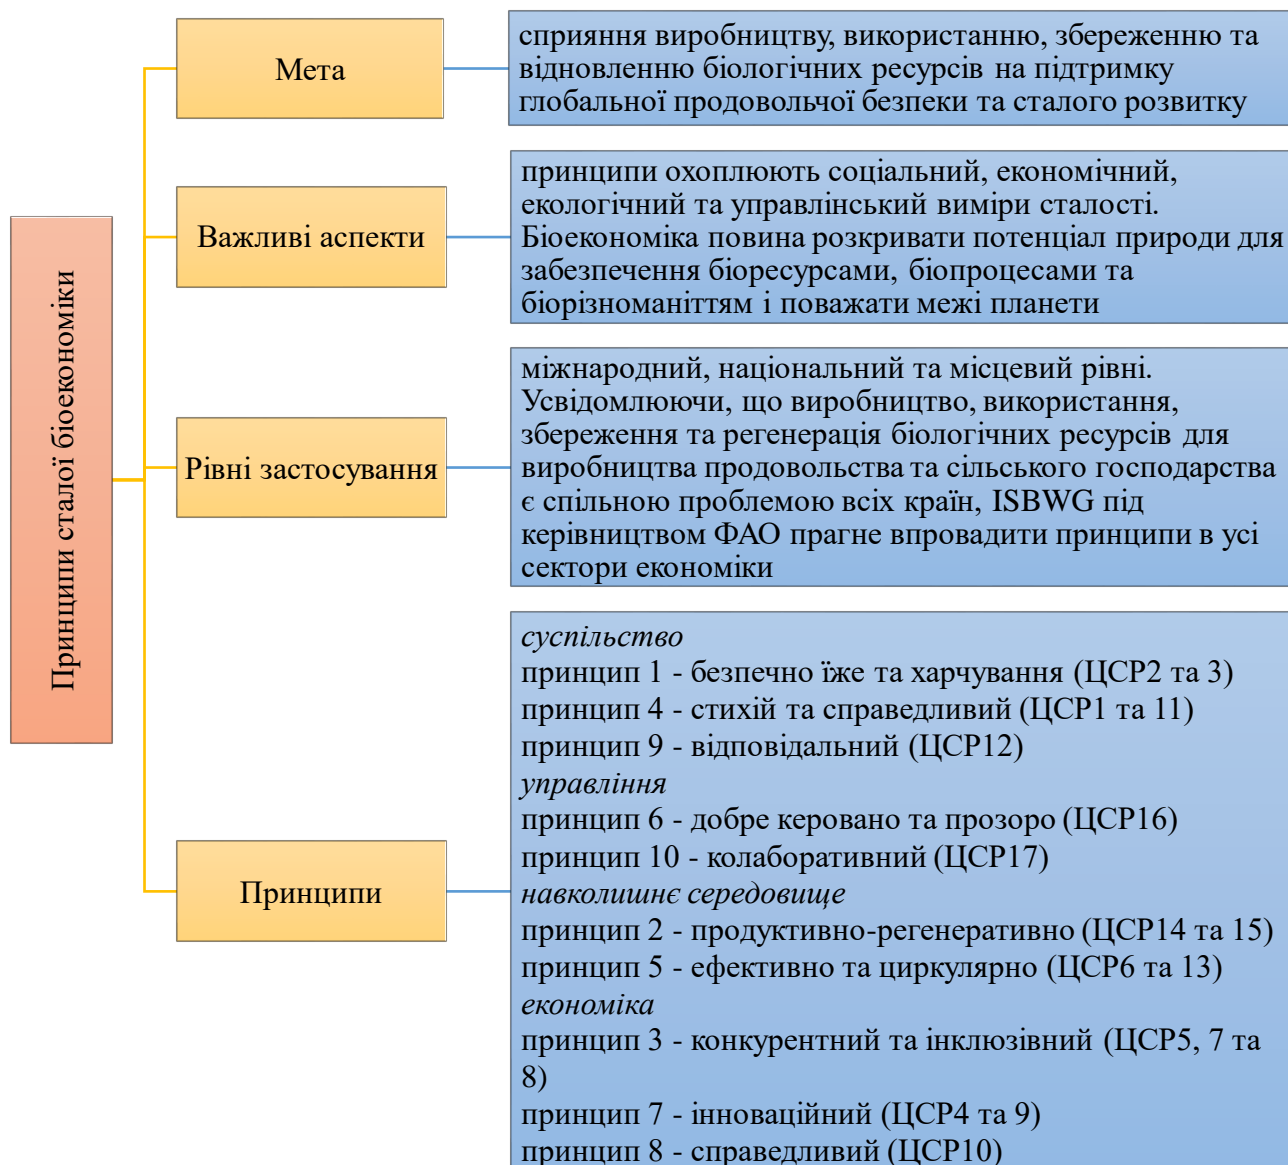 Принципи сталої біоекономіки
Мета
сприяння виробництву, використанню, збереженню та
відновленню біологічних ресурсів на підтримку
глобальної продовольчої безпеки та сталого розвитку
Важливі аспекти
принципи охоплюють соціальний, економічний,
екологічний та управлінський виміри сталості.
Біоекономіка повина розкривати потенціал природи для
забезпечення біоресурсами, біопроцесами та
біорізноманіттям і поважати межі планети
Рівні застосування
міжнародний, національний та місцевий рівні.
Усвідомлюючи, що виробництво, використання,
збереження та регенерація біологічних ресурсів для
виробництва продовольства та сільського господарства
є спільною проблемою всіх країн, ISBWG під
керівництвом ФАО прагне впровадити принципи в усі
сектори економіки
Принципи
суспільство
принцип 1 - безпечно їже та харчування (ЦСР2 та 3)
принцип 4 - стихій та справедливий (ЦСР1 та 11)
принцип 9 - відповідальний (ЦСР12)
управління
принцип 6 - добре керовано та прозоро (ЦСР16)
принцип 10 - колаборативний (ЦСР17)
навколишнє середовище
принцип 2 - продуктивно-регенеративно (ЦСР14 та 15)
принцип 5 - ефективно та циркулярно (ЦСР6 та 13)
економіка
принцип 3 - конкурентний та інклюзівний (ЦСР5, 7 та
8)
принцип 7 - інноваційний (ЦСР4 та 9)
принцип 8 - справедливий (ЦСР10)